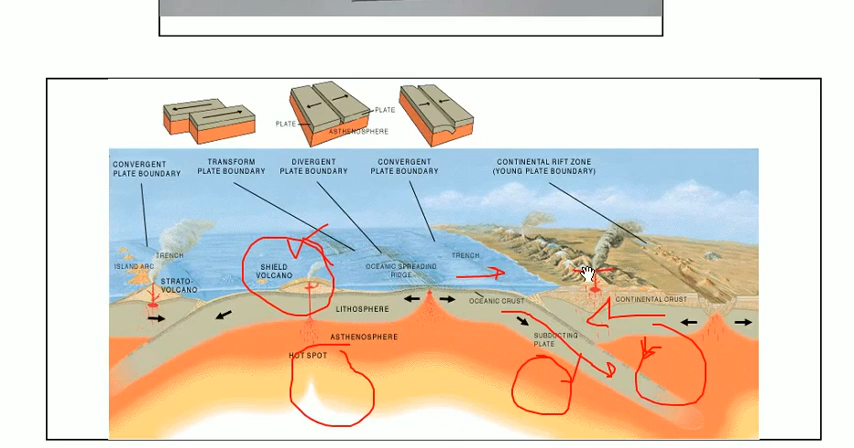 PLATE
PLATE
ASTHENOSPHERE
CONVERGENT
PLATE BOUNDARY
TRANSFORM
PLATE BOUNDARY
DIVERGENT
PLATE BOUNDARY
CONVERGENT
PLATE BOUNDARY
CONTINENTAL RIFT ZONE
(YOUNG PLATE BOUNDARY)
TRENCH
ISLAND ARC
STRATO-
VOLCANO
SHIELD
VOLCANO
TRENCH
OCEANIC SPREADING
RIDGE
OCEANIC CRUST
CONTINENTAL CRUST
LITHOSPHERE
ASTHENOSPHERE
SUBDUCTING
PLATE
HOT SPOT